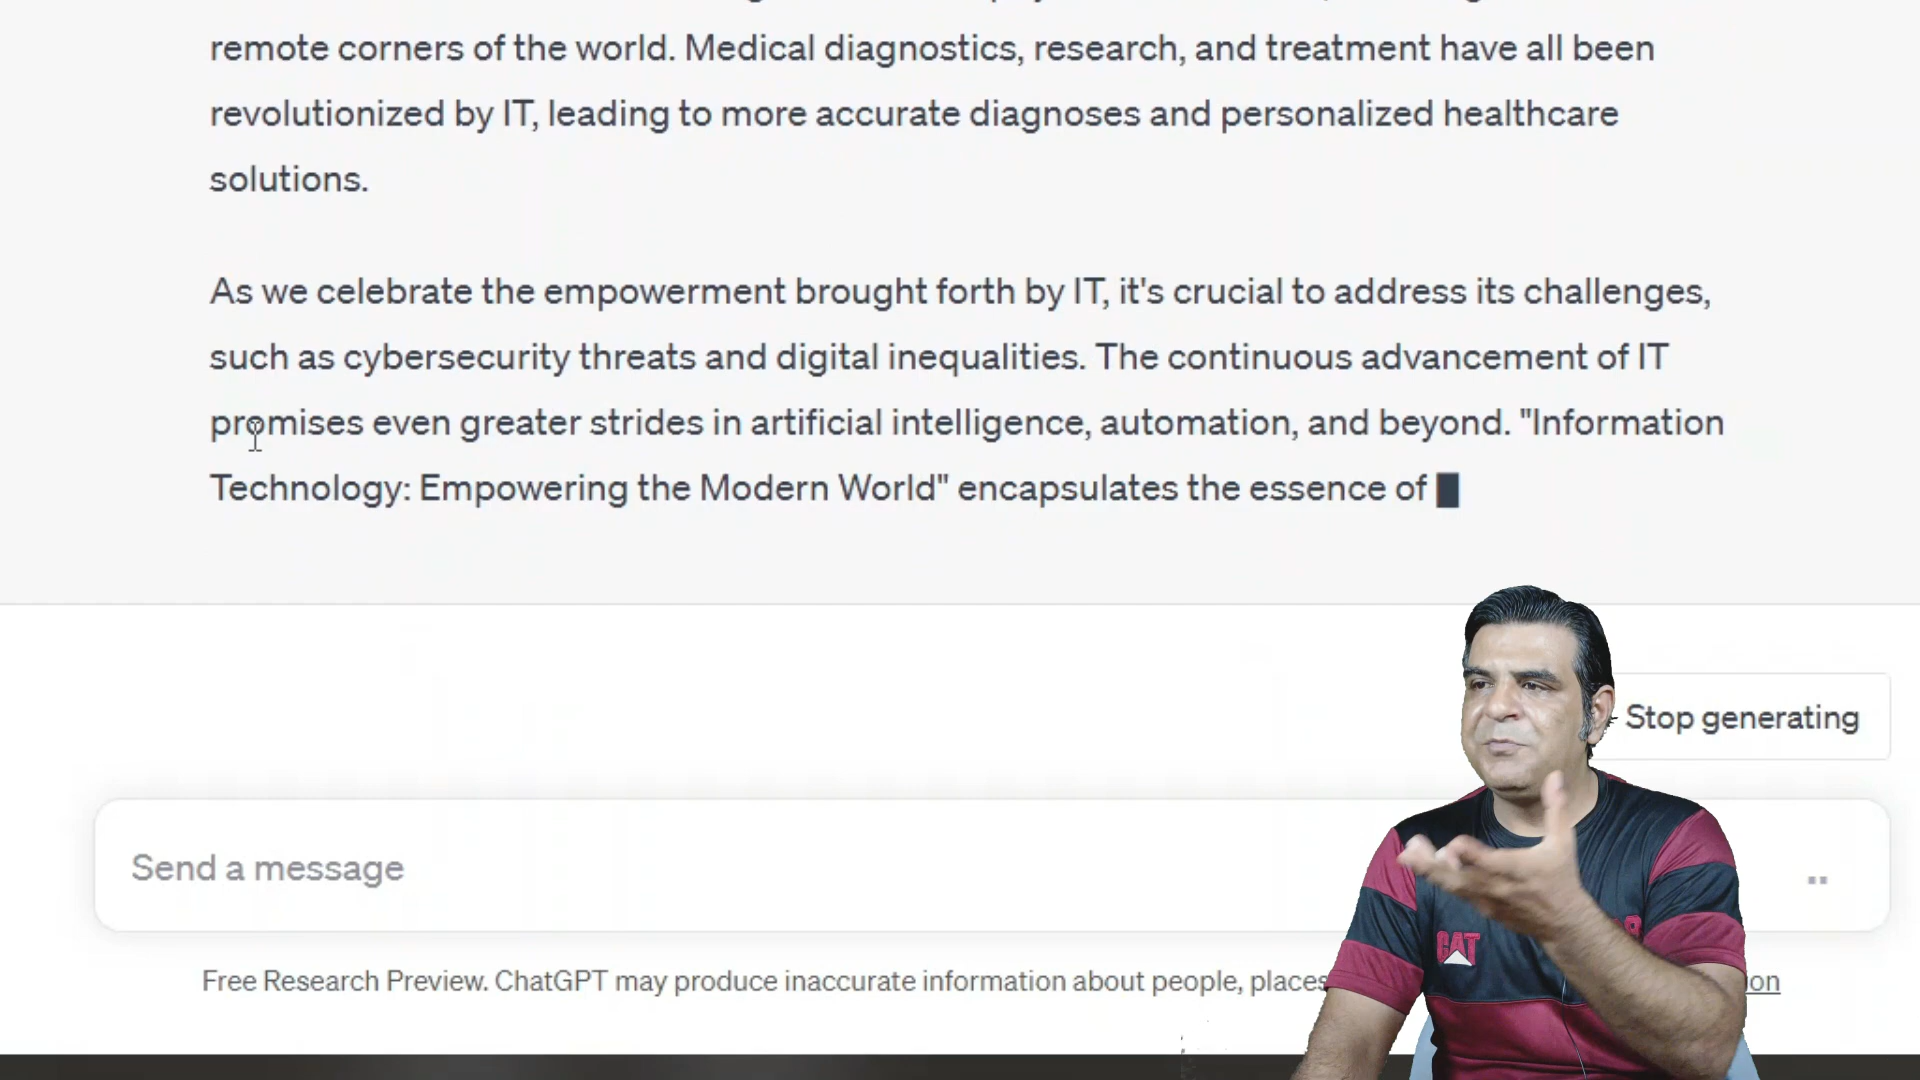 remote corners of the world. Medical diagnostics, research, and treatment have all been
revolutionized by IT, leading to more accurate diagnoses and personalized healthcare
solutions.
As we celebrate the empowerment brought forth by IT, it's crucial to address its challenges,
such as cybersecurity threats and digital inequalities. The continuous advancement of IT
promises even greater strides in artificial intelligence, automation, and beyond. "Information
Technology: Empowering the Modern World" encapsulates the essence of
Stop generating
Send a message
CAT
Free Research Preview. ChatGPT may produce inaccurate information about people, places